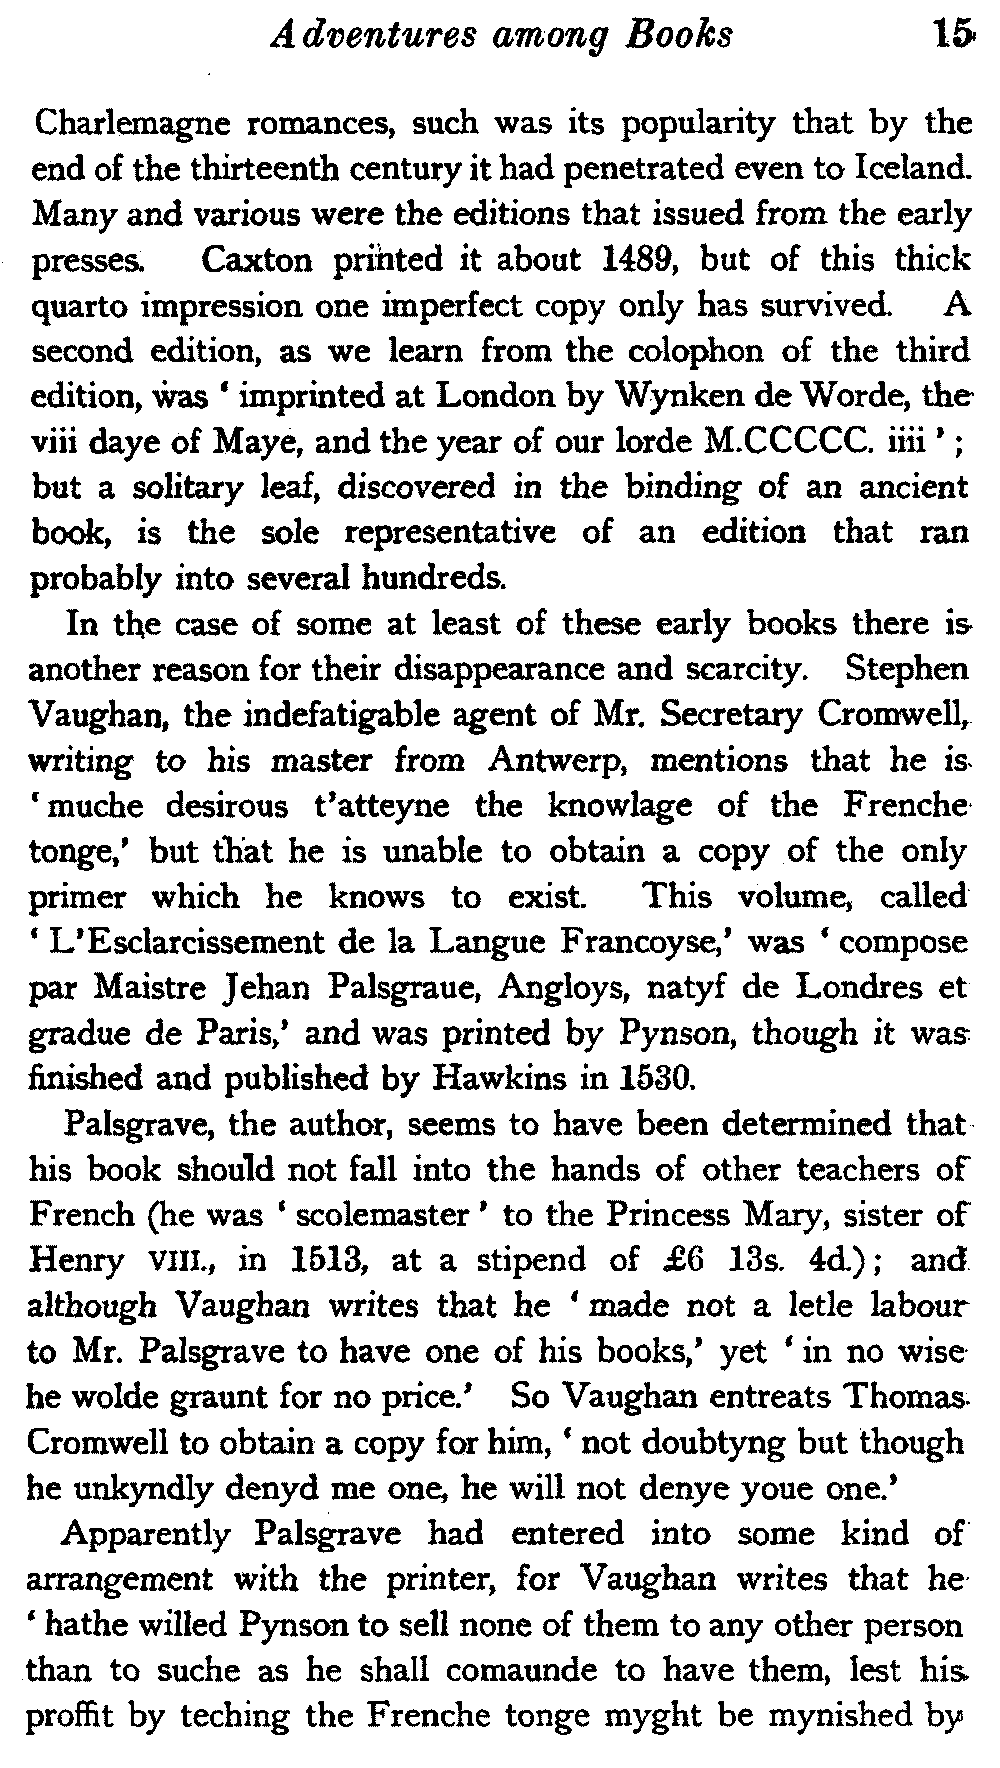 Adventures among Books 15
Charlemagne romances, such was its popularity that by the
end of the thirteenth century it had penetrated even to Iceland.
Many and various were the editions that issued from the early
presses. Caxton printed it about 1489, but of this thick
quarto impression one imperfect copy only has survived. A
second edition, as we learn from the colophon of the third
edition, was ‘ imprinted at London by Wynken de Worde, the
viii daye of Maye, and the year of our lorde M.CCCCC. iiii ’ ;
but a solitary leaf, discovered in the binding of an ancient
book, is the sole representative of an edition that ran
probably into several hundreds.
In the case of some at least of these early books there is
another reason for their disappearance and scarcity. Stephen
Vaughan, the indefatigable agent of Mr. Secretary Cromwell,
writing to his master from Antwerp, mentions that he is
‘ muche desirous t’atteyne the knowlage of the Frenche
tonge,’ but that he is unable to obtain a copy of the only
primer which he knows to exist. This volume, called
‘ L’Esclarcissement de la Langue Francoyse,’ was ‘ compose
par Maistre Jehan Palsgraue, Angloys, natyf de Londres et
gradue de Paris,’ and was printed by Pynson, though it was
finished and published by Hawkins in 1530.
Palsgrave, the author, seems to have been determined that
his book should not fall into the hands of other teachers of
French (he was ‘ scolemaster ’ to the Princess Mary, sister of
Henry VIII., in 1513, at a stipend of £6 13s. 4d.) ; and
although Vaughan writes that he ‘ made not a letle labour
to Mr. Palsgrave to have one of his books,’ yet ‘ in no wise
he wolde graunt for no price.’ So Vaughan entreats Thomas
Cromwell to obtain a copy for him, ‘ not doubtyng but though
he unkyndly denyd me one, he will not denye youe one.’
Apparently Palsgrave had entered into some kind of
arrangement with the printer, for Vaughan writes that he
‘ hathe willed Pynson to sell none of them to any other person
than to suche as he shall comaunde to have them, lest his
proffit by teching the Frenche tonge myght be mynished by